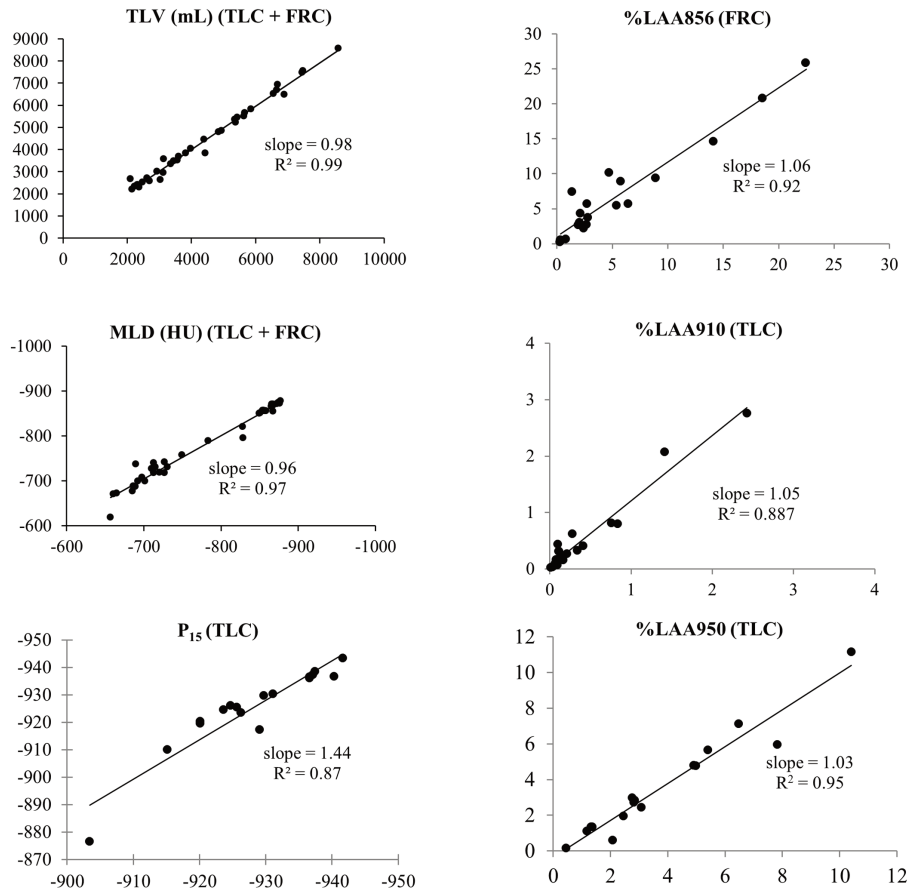 TLV (mL) (TLC + FRC)
9000
8000
7000
6000
5000
4000
3000
2000
1000
0
slope = 0.98
R² = 0.99
0 2000 4000 6000 8000 10000
%LAA856 (FRC)
30
25
20
15
10
5
0
slope = 1.06
R² = 0.92
0 5 10 15 20 25 30
MLD (HU) (TLC + FRC)
-1000
-900
-800
-700
-600
slope = 0.96
R² = 0.97
-600 -700 -800 -900 -1000
%LAA910 (TLC)
4
3
2
1
0
slope = 1.05
R² = 0.887
0 1 2 3 4
P₁₅ (TLC)
-950
-940
-930
-920
-910
-900
-890
-880
-870
slope = 1.44
R² = 0.87
-900 -910 -920 -930 -940 -950
%LAA950 (TLC)
12
10
8
6
4
2
0
slope = 1.03
R² = 0.95
0 2 4 6 8 10 12